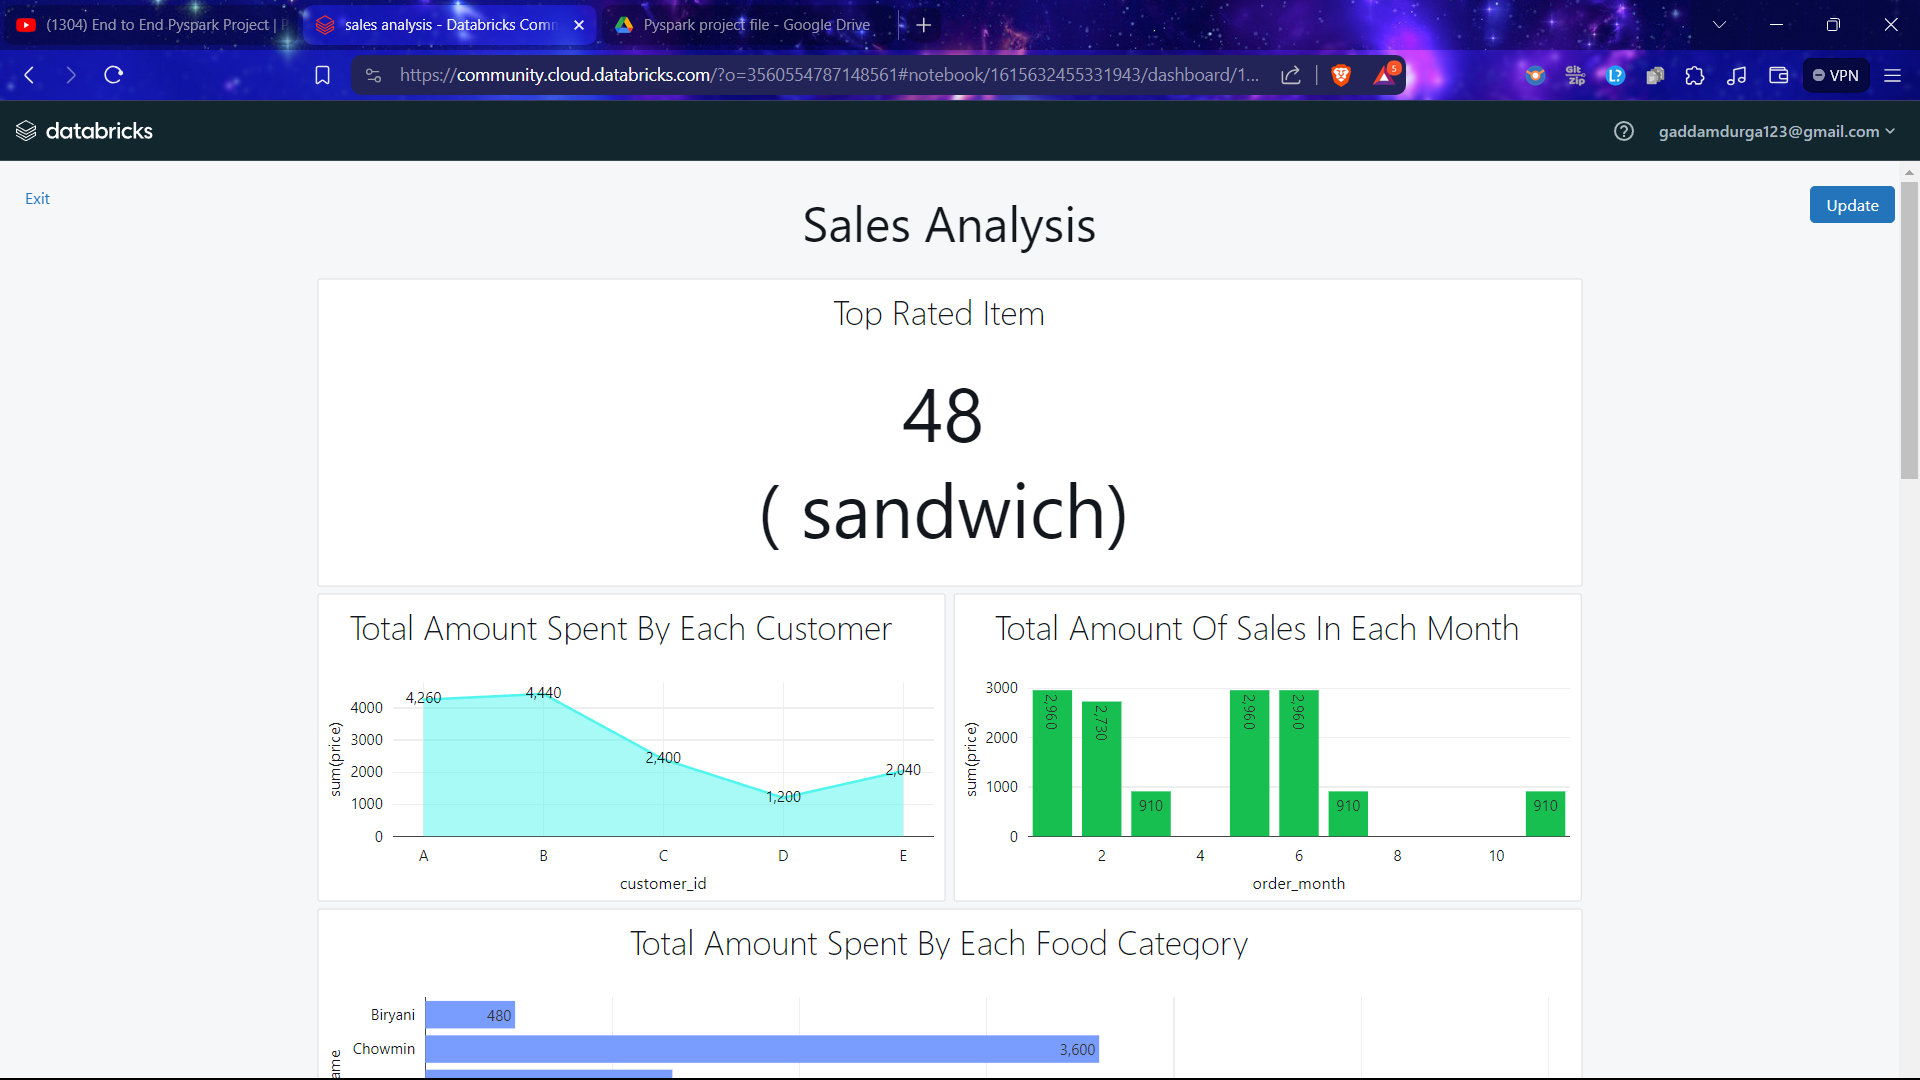 (1304) End to End Pyspark Project |
sales analysis - Databricks Comm
Pyspark project file - Google Drive
https://community.cloud.databricks.com/?o=3560554787148561#notebook/1615632455331943/dashboard/1...
5
Git
Zip
L?
VPN
databricks
gaddamdurga123@gmail.com
Exit
Update
Sales Analysis
Top Rated Item
48
( sandwich)
Total Amount Spent By Each Customer
sum(price)
4000
3000
2000
1000
0
4,260
4,440
2,400
1,200
2,040
A
B
C
D
E
customer_id
Total Amount Of Sales In Each Month
sum(price)
3000
2000
1000
0
2,960
2,730
910
2,960
2,960
910
910
2
4
6
8
10
order_month
Total Amount Spent By Each Food Category
Biryani
480
Chowmin
3,600
ame